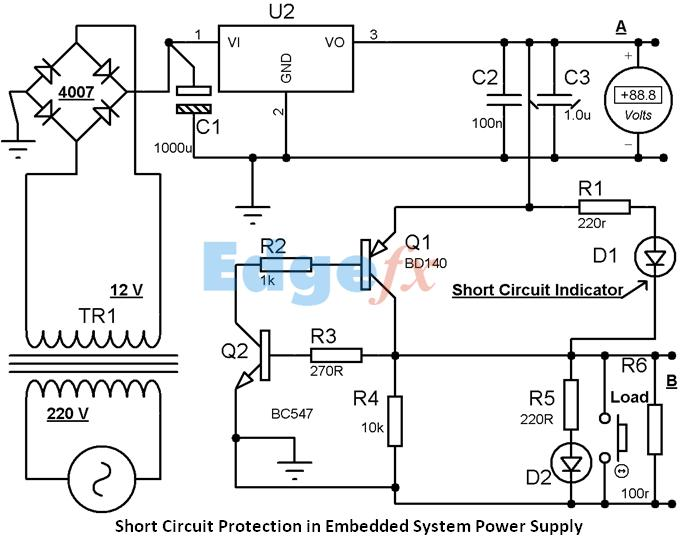 U2
A
1
VI
VO
3
GND
2
4007
C1
1000u
C2
100n
C3
1.0u
+
+88.8
Volts
−
R1
220r
D1
Short Circuit Indicator
Q1
BD140
R2
1k
Edgefx
12 V
TR1
Q2
BC547
R3
270R
R4
10k
220 V
R6
B
Load
R5
220R
D2
100r
Short Circuit Protection in Embedded System Power Supply